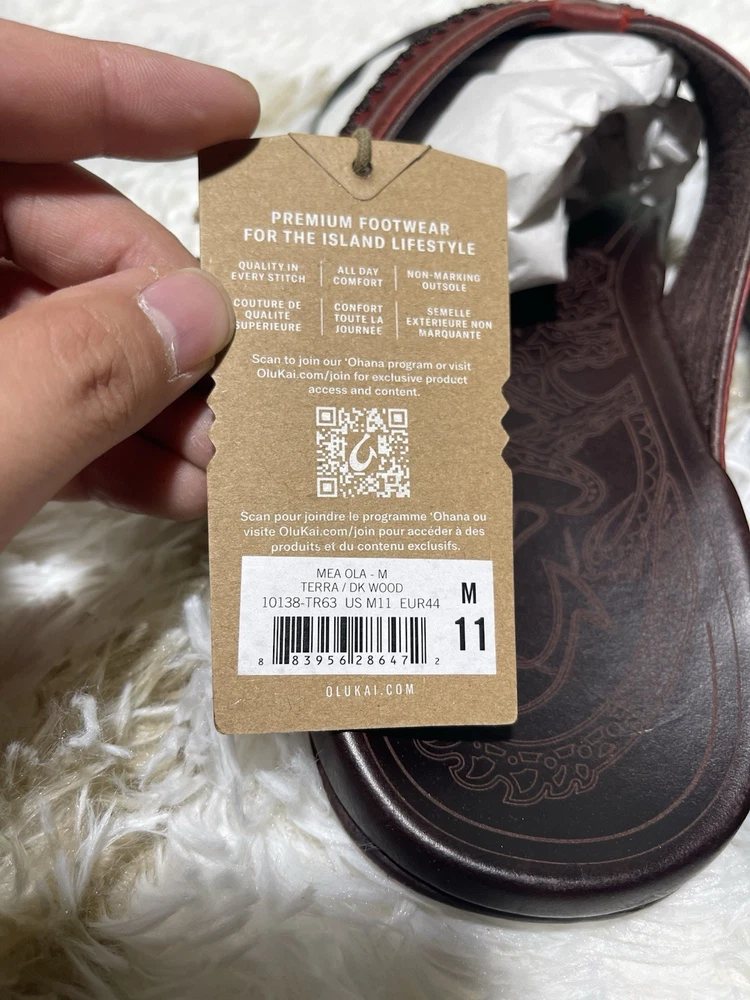 PREMIUM FOOTWEAR
FOR THE ISLAND LIFESTYLE
QUALITY IN
EVERY STITCH
ALL DAY
COMFORT
NON-MARKING
OUTSOLE
COUTURE DE
QUALITE
SUPERIEURE
CONFORT
TOUTE LA
JOURNÉE
SEMELLE
EXTÉRIEURE NON
MARQUANTE
Scan to join our ‘Ohana program or visit
OluKai.com/join for exclusive product
access and content.
Scan pour joindre le programme ‘Ohana ou
visite OluKai.com/join pour accéder à des
produits et du contenu exclusifs.
MEA OLA - M
TERRA / DK WOOD
10138-TR63 US M11 EUR44
M
11
8 83956 28647 2
OLUKAI.COM